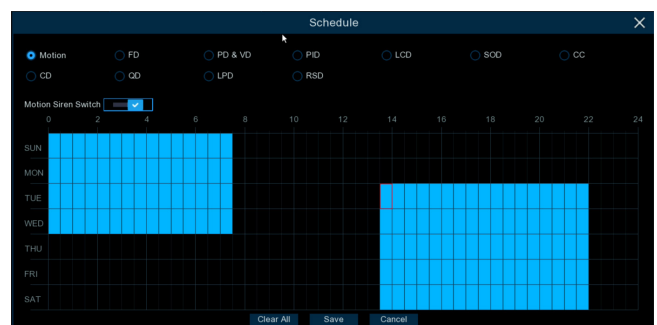 Schedule
Motion FD PD & VD PID LCD SOD CC
CD QD LPD RSD
Motion Siren Switch
0 2 4 6 8 10 12 14 16 18 20 22 24
SUN
MON
TUE
WED
THU
FRI
SAT
Clear All Save Cancel